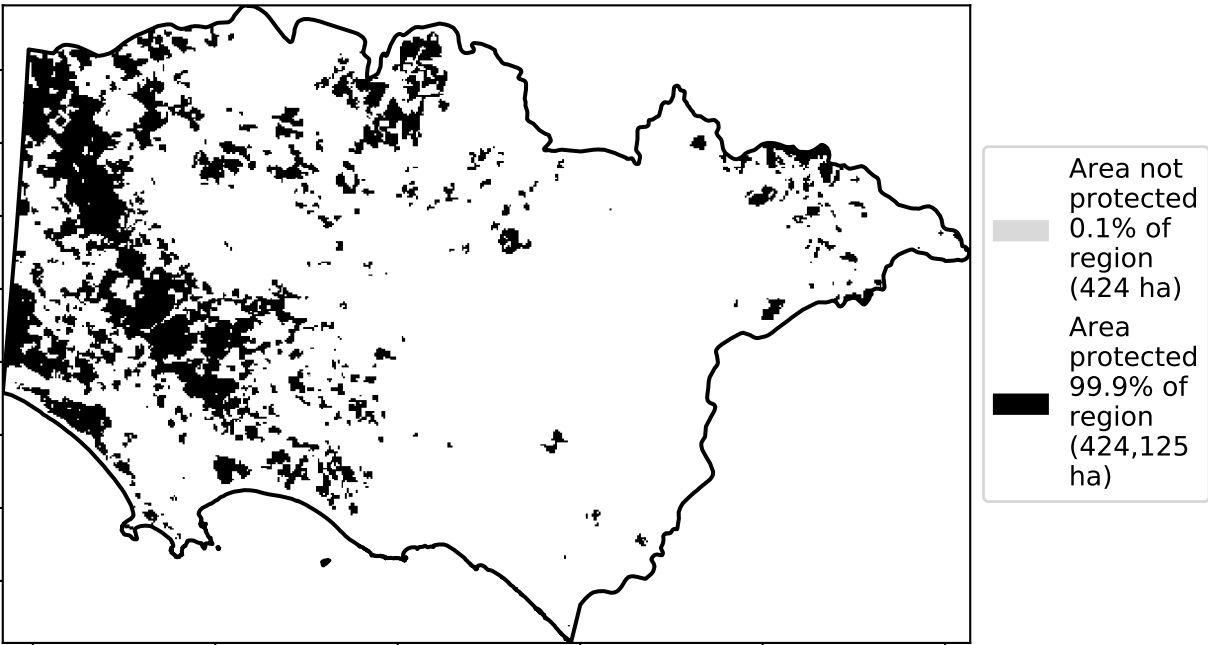 Area not
protected
0.1% of
region
(424 ha)
Area
protected
99.9% of
region
(424,125
ha)